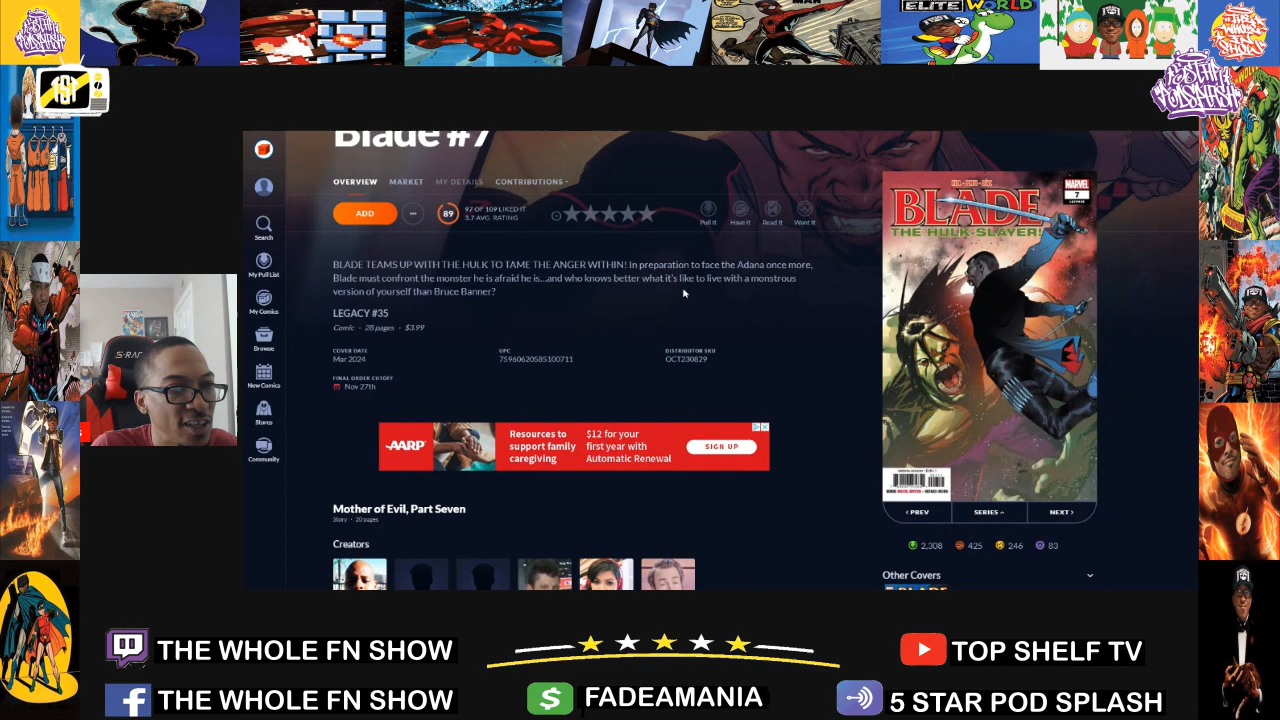 ELITE WORLD
TST
Blade #7
OVERVIEW MARKET MY DETAILS CONTRIBUTIONS
ADD
89
97 OF 109 LIKED IT
3.7 AVG. RATING
Pull It Have It Read It Want It
Search
My Pull List
My Comics
Browse
New Comics
Stores
Community
BLADE TEAMS UP WITH THE HULK TO TAME THE ANGER WITHIN! In preparation to face the Adana once more,
Blade must confront the monster he is afraid he is...and who knows better what it's like to live with a monstrous
version of yourself than Bruce Banner?
LEGACY #35
Comic · 28 pages · $3.99
COVER DATE
Mar 2024
UPC
75960620585100711
DISTRIBUTOR SKU
OCT230829
FINAL ORDER CUTOFF
Nov 27th
AARP
Resources to
support family
caregiving
$12 for your
first year with
Automatic Renewal
SIGN UP
Mother of Evil, Part Seven
Story · 20 pages
Creators
MARVEL
7
BLADE
THE HULK-SLAYER!
‹ PREV SERIES NEXT ›
2,308 425 246 83
Other Covers
THE WHOLE FN SHOW
THE WHOLE FN SHOW
FADEAMANIA
TOP SHELF TV
5 STAR POD SPLASH